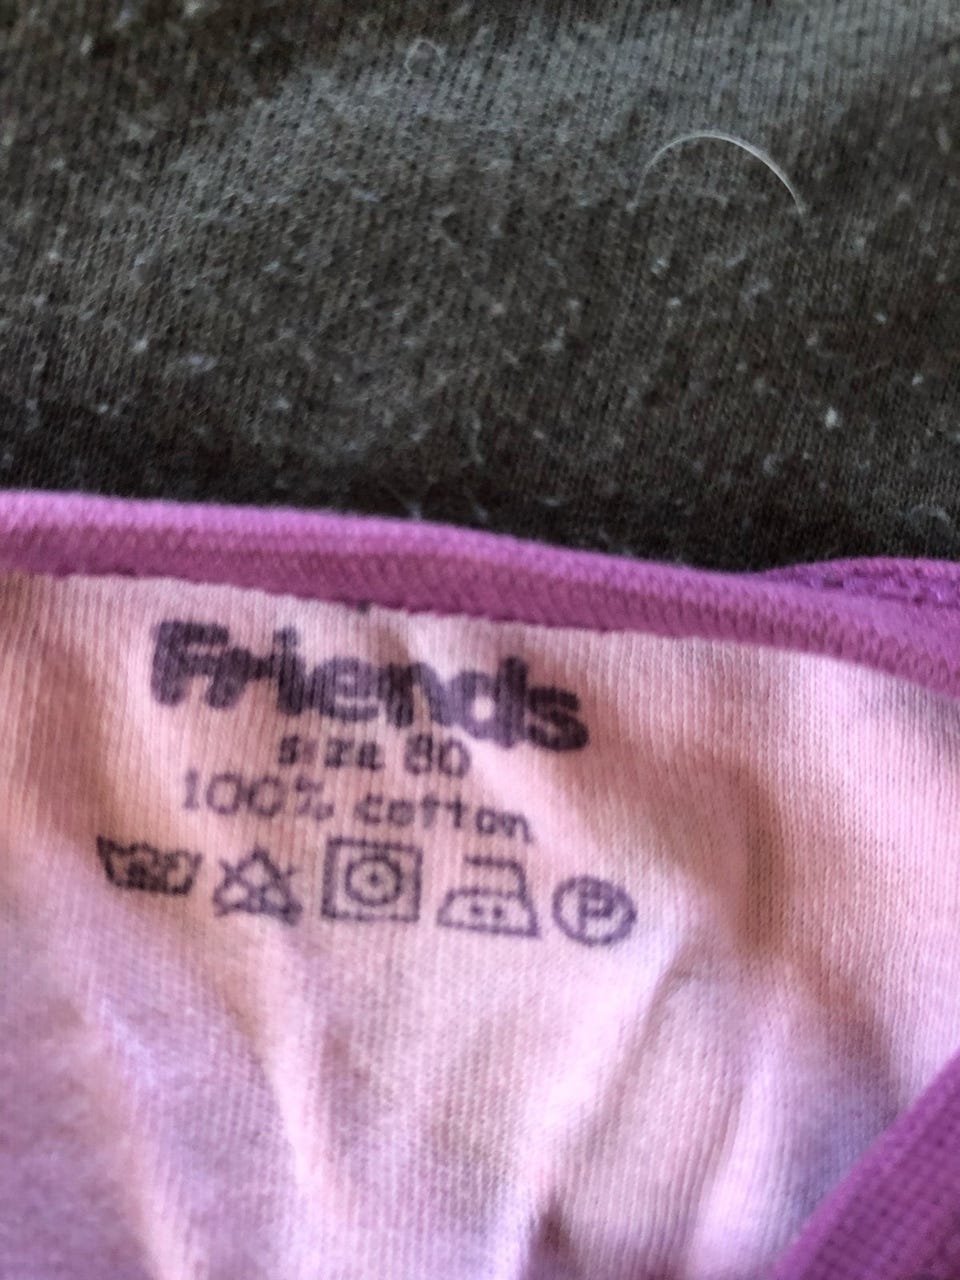 Friends
size 80
100% cotton
P